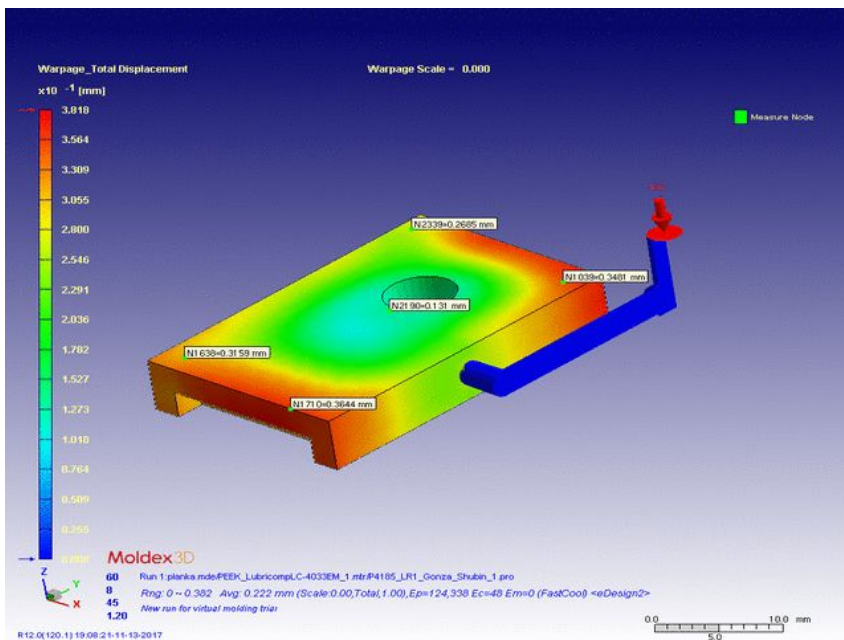 Warpage_Total Displacement
Warpage Scale = 0.000
x10 -1 [mm]
3.818
3.564
3.309
3.055
2.800
2.546
2.291
2.036
1.782
1.527
1.273
1.018
0.764
0.509
0.255
0.000
Measure Node
N2339=0.2685 mm
N1039=0.3481 mm
N2190=0.131 mm
N1638=0.3159 mm
N1710=0.3644 mm
Moldex3D
Z
Y
X
60
8
45
1.20
Run 1:planka.mde/PEEK_LubricompLC-4033EM_1.mtr/P4185_LR1_Gonza_Shubin_1.pro
Rng: 0 ~ 0.382 Avg: 0.222 mm (Scale:0.00,Total,1.00),Ep=124,338 Ec=48 Em=0 (FastCool) <eDesign2>
New run for virtual molding trial
0.0
10.0 mm
5.0
R12.0(120.1) 19:08:21-11-13-2017